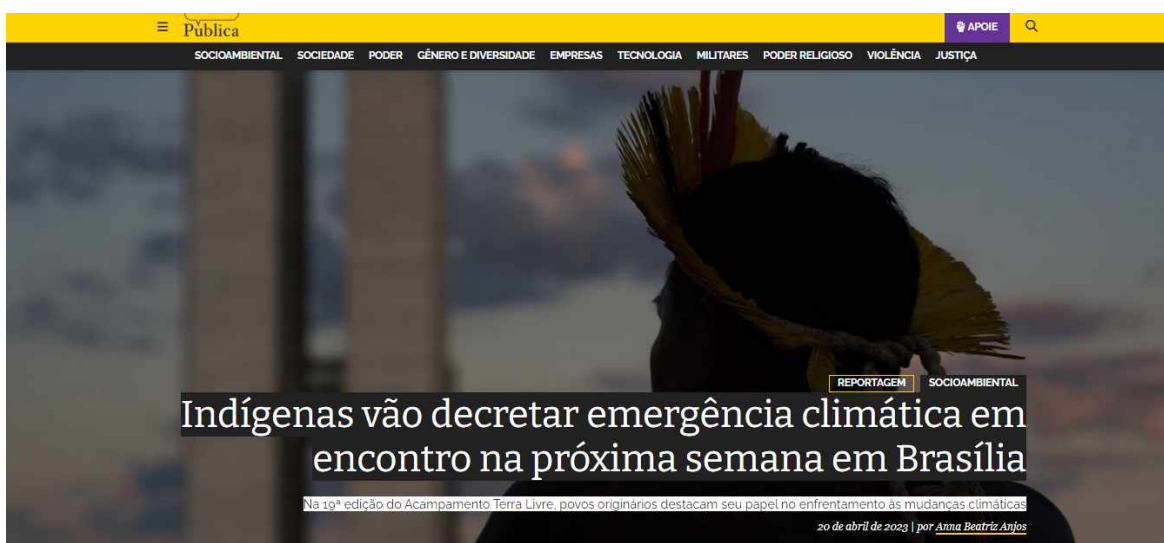 Pública
APOIE
SOCIOAMBIENTAL SOCIEDADE PODER GÊNERO E DIVERSIDADE EMPRESAS TECNOLOGIA MILITARES PODER RELIGIOSO VIOLÊNCIA JUSTIÇA
REPORTAGEM SOCIOAMBIENTAL
Indígenas vão decretar emergência climática em
encontro na próxima semana em Brasília
Na 19ª edição do Acampamento Terra Livre, povos originários destacam seu papel no enfrentamento às mudanças climáticas
20 de abril de 2023 | por Anna Beatriz Anjos